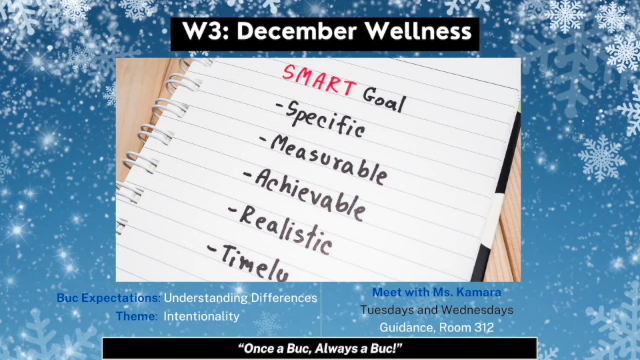 W3: December Wellness
SMART Goal
-Specific
-Measurable
-Achievable
-Realistic
-Timely
Buc Expectations: Understanding Differences
Theme: Intentionality
Meet with Ms. Kamara
Tuesdays and Wednesdays
Guidance, Room 312
“Once a Buc, Always a Buc!”